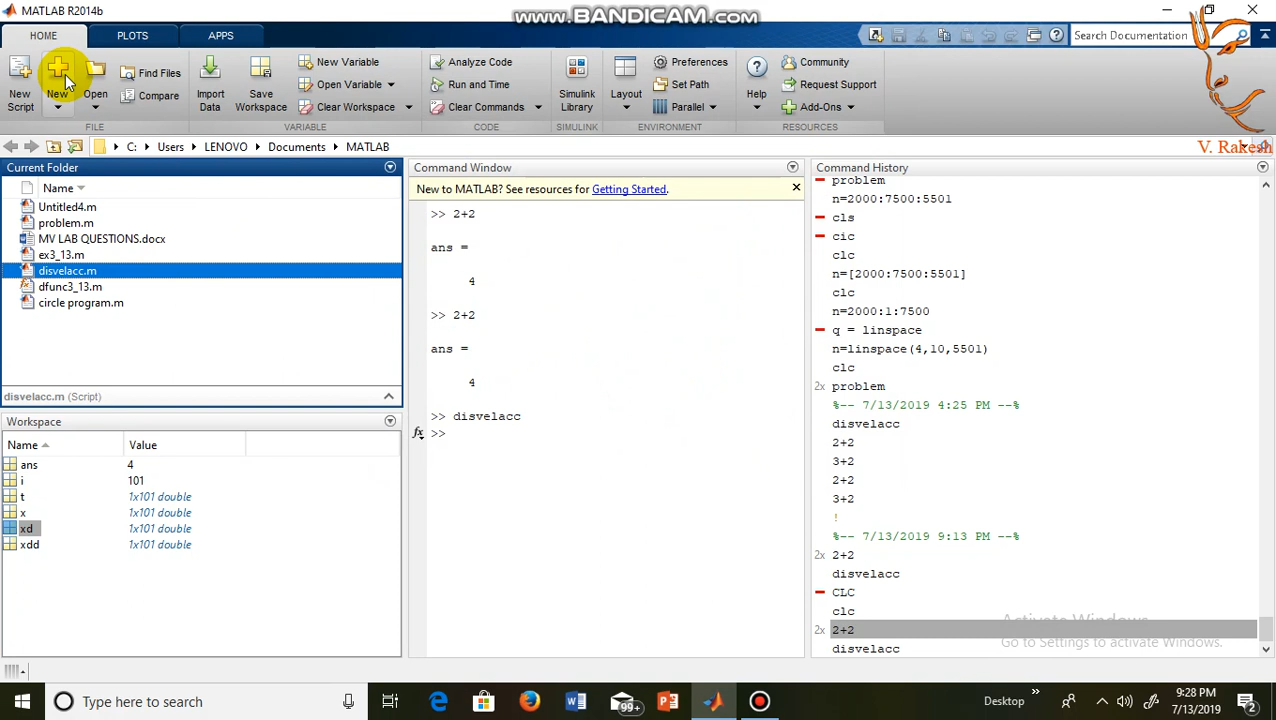 MATLAB R2014b
www.BANDICAM.com
HOME PLOTS APPS
Search Documentation
New Script
New
Open
Find Files
Compare
FILE
Import Data
Save Workspace
New Variable
Open Variable
Clear Workspace
VARIABLE
Analyze Code
Run and Time
Clear Commands
CODE
Simulink Library
SIMULINK
Layout
Preferences
Set Path
Parallel
ENVIRONMENT
Help
Community
Request Support
Add-Ons
RESOURCES
V. Rakesh
C: Users LENOVO Documents MATLAB
Current Folder
Name
Untitled4.m
problem.m
MV LAB QUESTIONS.docx
ex3_13.m
disvelacc.m
dfunc3_13.m
circle program.m
disvelacc.m (Script)
Workspace
Name Value
ans 4
i 101
t 1x101 double
x 1x101 double
xd 1x101 double
xdd 1x101 double
Command Window
New to MATLAB? See resources for Getting Started.
>> 2+2
ans =
4
>> 2+2
ans =
4
>> disvelacc
fx >>
Command History
problem
n=2000:7500:5501
cls
cic
clc
n=[2000:7500:5501]
clc
n=2000:1:7500
q = linspace
n=linspace(4,10,5501)
clc
2x problem
%-- 7/13/2019 4:25 PM --%
disvelacc
2+2
3+2
2+2
3+2
!
%-- 7/13/2019 9:13 PM --%
2x 2+2
disvelacc
CLC
clc
2x 2+2
disvelacc
Activate Windows
Go to Settings to activate Windows.
Type here to search
99+
Desktop
9:28 PM
7/13/2019
2